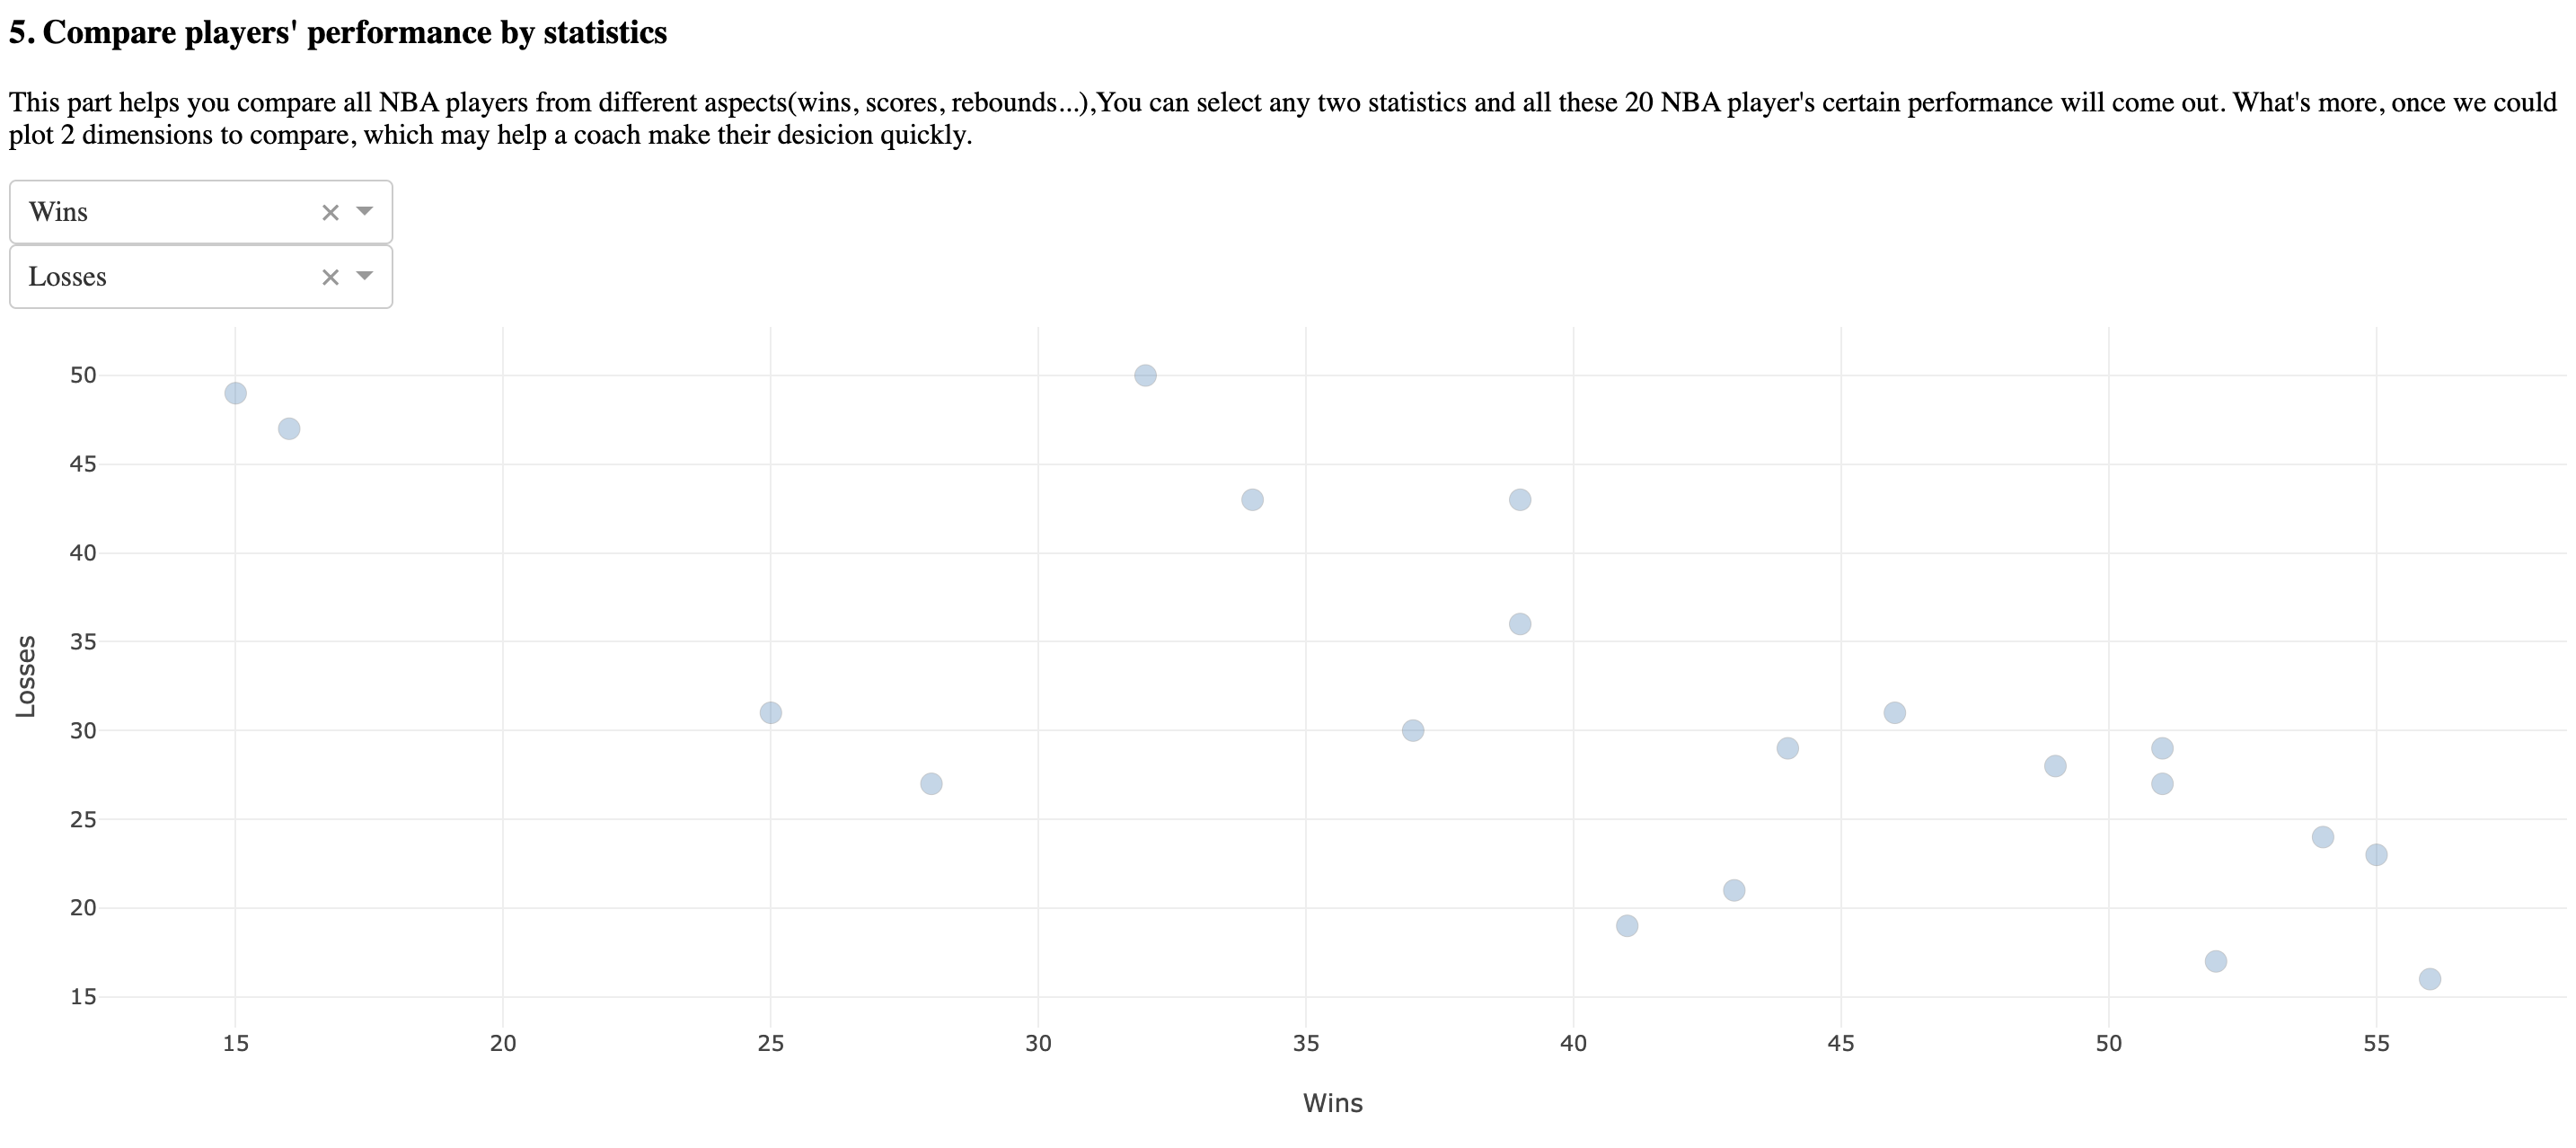 5. Compare players' performance by statistics
This part helps you compare all NBA players from different aspects(wins, scores, rebounds...),You can select any two statistics and all these 20 NBA player's certain performance will come out. What's more, once we could
plot 2 dimensions to compare, which may help a coach make their desicion quickly.
Wins
Losses
50
45
40
35
30
25
20
15
Losses
15 20 25 30 35 40 45 50 55
Wins